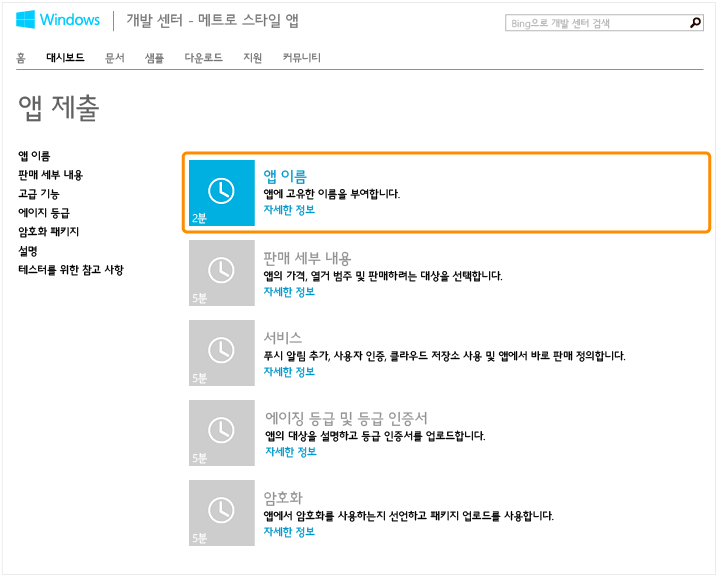 Windows 개발 센터 - 메트로 스타일 앱
Bing으로 개발 센터 검색
홈 대시보드 문서 샘플 다운로드 지원 커뮤니티
앱 제출
앱 이름
판매 세부 내용
고급 기능
에이지 등급
암호화 패키지
설명
테스터를 위한 참고 사항
2분
앱 이름
앱에 고유한 이름을 부여합니다.
자세한 정보
5분
판매 세부 내용
앱의 가격, 열거 범주 및 판매하려는 대상을 선택합니다.
자세한 정보
5분
서비스
푸시 알림 추가, 사용자 인증, 클라우드 저장소 사용 및 앱에서 바로 판매 정의합니다.
자세한 정보
5분
에이징 등급 및 등급 인증서
앱의 대상을 설명하고 등급 인증서를 업로드합니다.
자세한 정보
5분
암호화
앱에서 암호화를 사용하는지 선언하고 패키지 업로드를 사용합니다.
자세한 정보